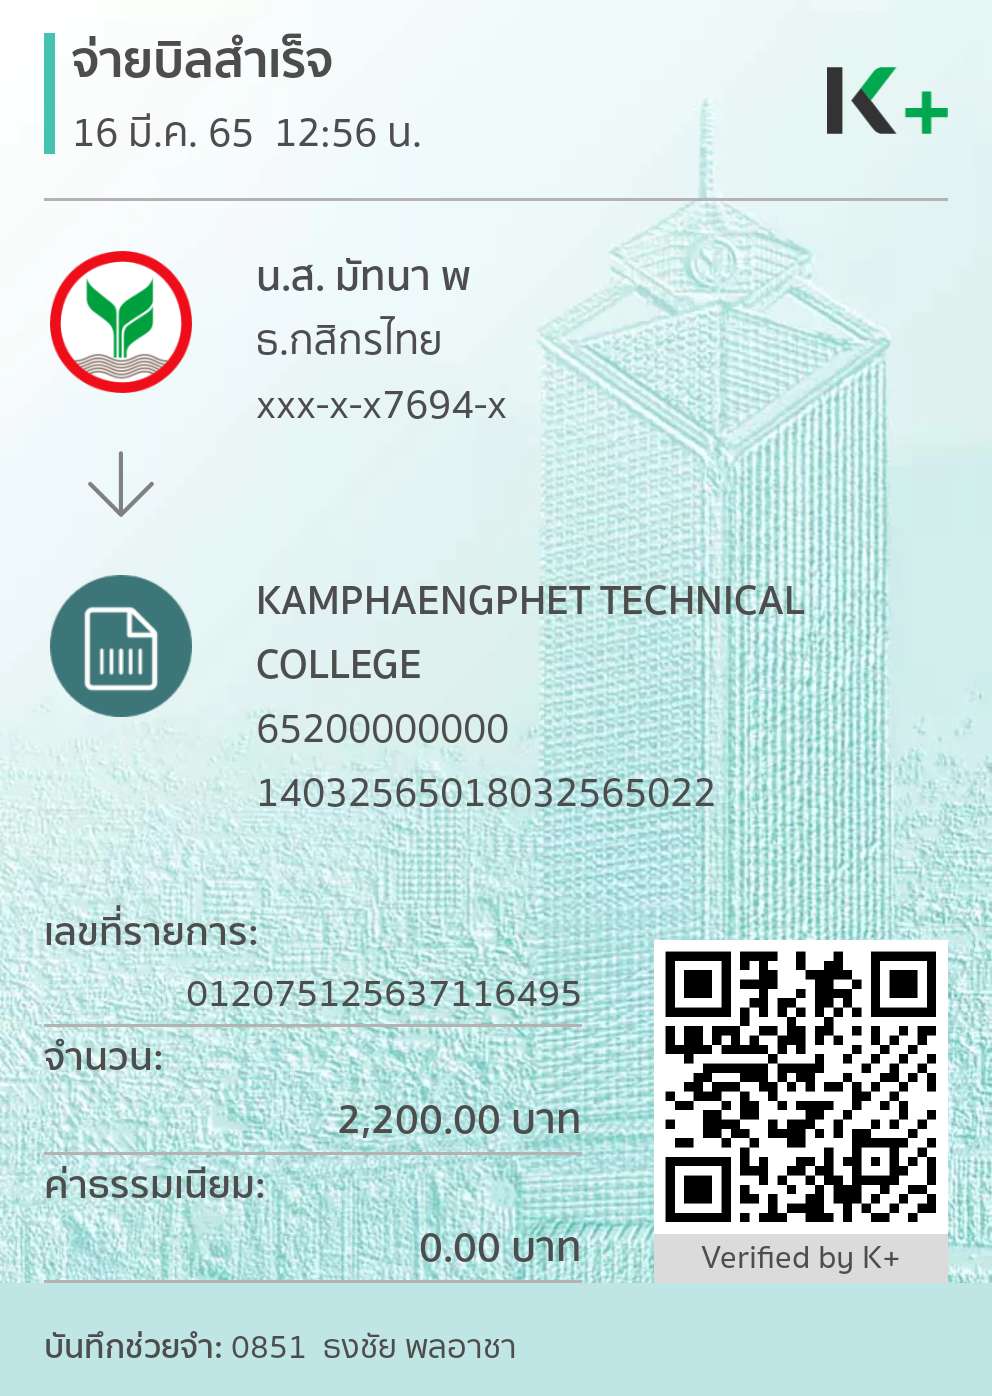 จ่ายบิลสำเร็จ
16 มี.ค. 65 12:56 น.
K+
น.ส. มัทนา พ
ธ.กสิกรไทย
xxx-x-x7694-x
KAMPHAENGPHET TECHNICAL
COLLEGE
65200000000
14032565018032565022
เลขที่รายการ:
012075125637116495
จำนวน:
2,200.00 บาท
ค่าธรรมเนียม:
0.00 บาท
Verified by K+
บันทึกช่วยจำ: 0851 ธงชัย พลอาชา